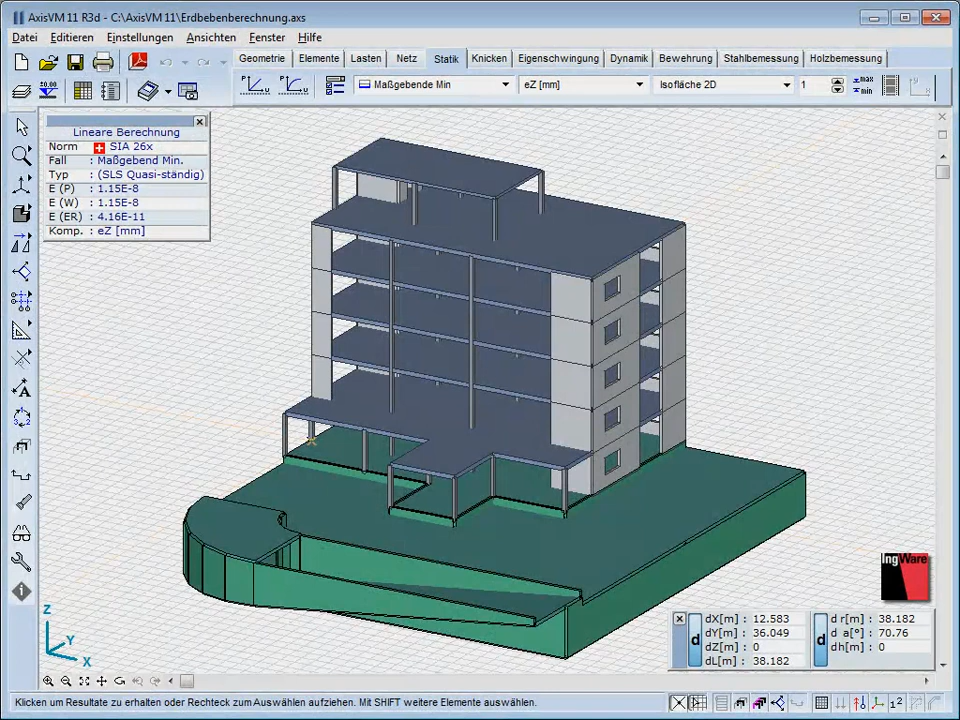 AxisVM 11 R3d - C:\AxisVM 11\Erdbebenberechnung.axs
Datei Editieren Einstellungen Ansichten Fenster Hilfe
Geometrie Elemente Lasten Netz Statik Knicken Eigenschwingung Dynamik Bewehrung Stahlbemessung Holzbemessung
Maßgebende Min eZ [mm] Isofläche 2D 1
Lineare Berechnung
Norm SIA 26x
Fall : Maßgebend Min.
Typ : (SLS Quasi-ständig)
E (P) : 1.15E-8
E (W) : 1.15E-8
E (ER) : 4.16E-11
Komp. : eZ [mm]
IngWare
Z
Y
X
dX[m] : 12.583
dY[m] : 36.049
dZ[m] : 0
dL[m] : 38.182
d
d r[m] : 38.182
d a[°] : 70.76
dh[m] : 0
d
Klicken um Resultate zu erhalten oder Rechteck zum Auswählen aufziehen. Mit SHIFT weitere Elemente auswählen.